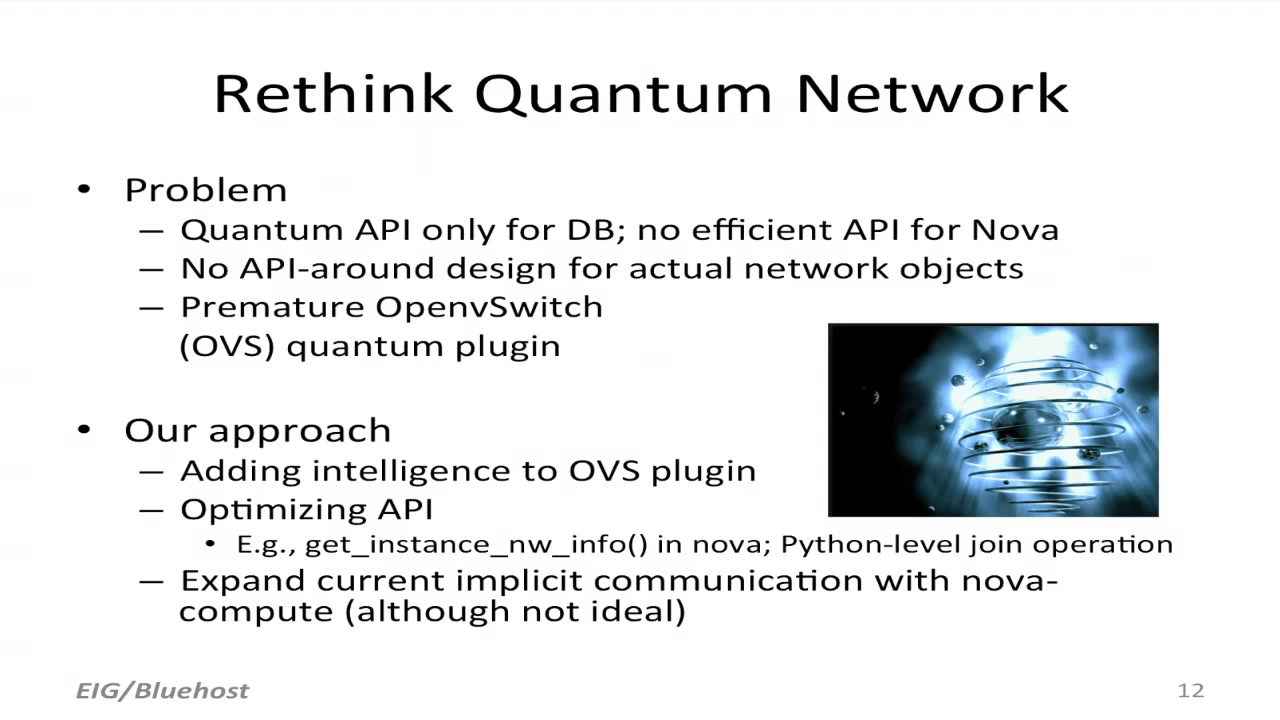 Rethink Quantum Network
• Problem
– Quantum API only for DB; no efficient API for Nova
– No API-around design for actual network objects
– Premature OpenvSwitch
(OVS) quantum plugin
• Our approach
– Adding intelligence to OVS plugin
– Optimizing API
• E.g., get_instance_nw_info() in nova; Python-level join operation
– Expand current implicit communication with nova-
compute (although not ideal)
EIG/Bluehost
12